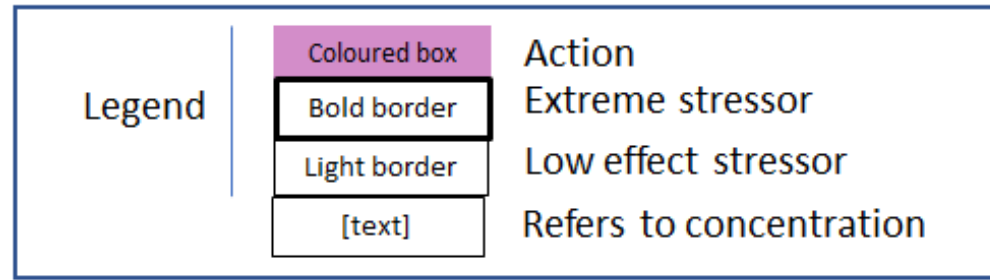 Coloured box Action
Legend Bold border Extreme stressor
Light border Low effect stressor
[text] Refers to concentration